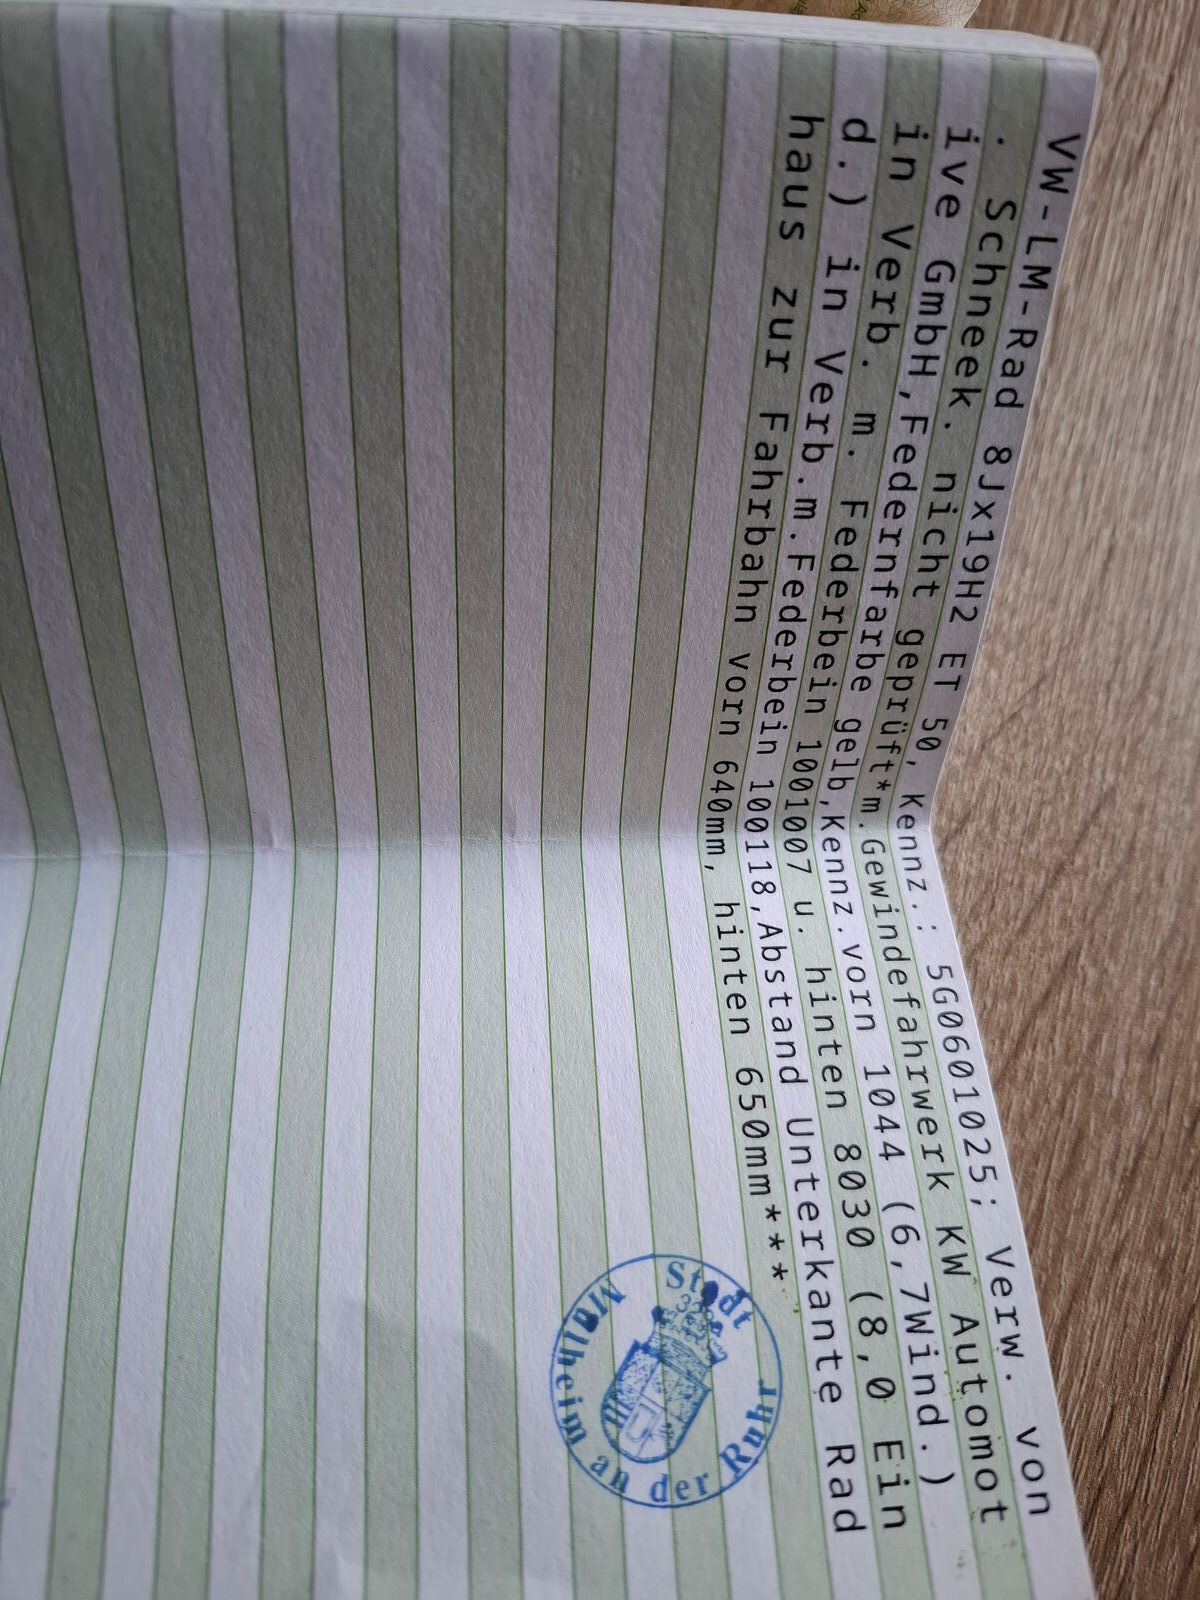 VW-LM-Rad 8Jx19H2 ET 50, Kennz.: 5G0601025; Verw. von
. Schneek. nicht geprüft*m.Gewindefahrwerk KW Automot
ive GmbH,Federnfarbe gelb,Kennz.vorn 1044 (6,7Wind.)
in Verb. m. Federbein 1001007 u. hinten 8030 (8,0 Ein
d.) in Verb.m.Federbein 100118,Abstand Unterkante Rad
haus zur Fahrbahn vorn 640mm, hinten 650mm***
Stadt Mülheim an der Ruhr